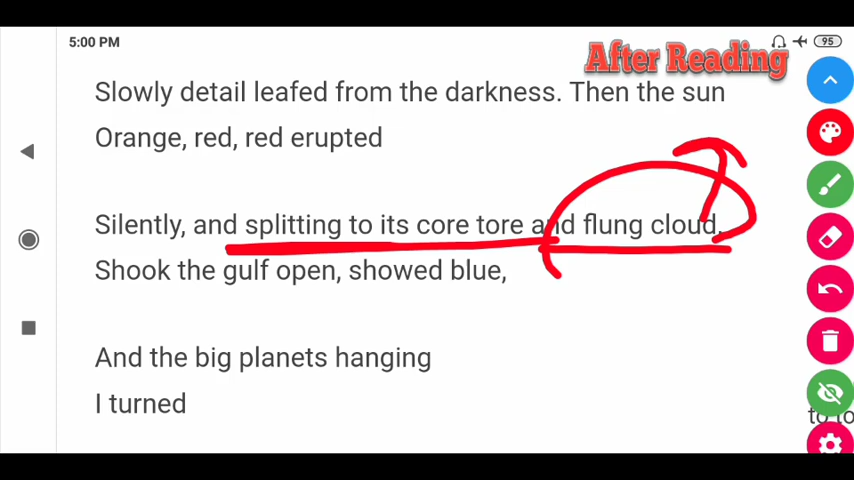 5:00 PM
95
After Reading
Slowly detail leafed from the darkness. Then the sun
Orange, red, red erupted
Silently, and splitting to its core tore and flung cloud,
Shook the gulf open, showed blue,
And the big planets hanging
I turned